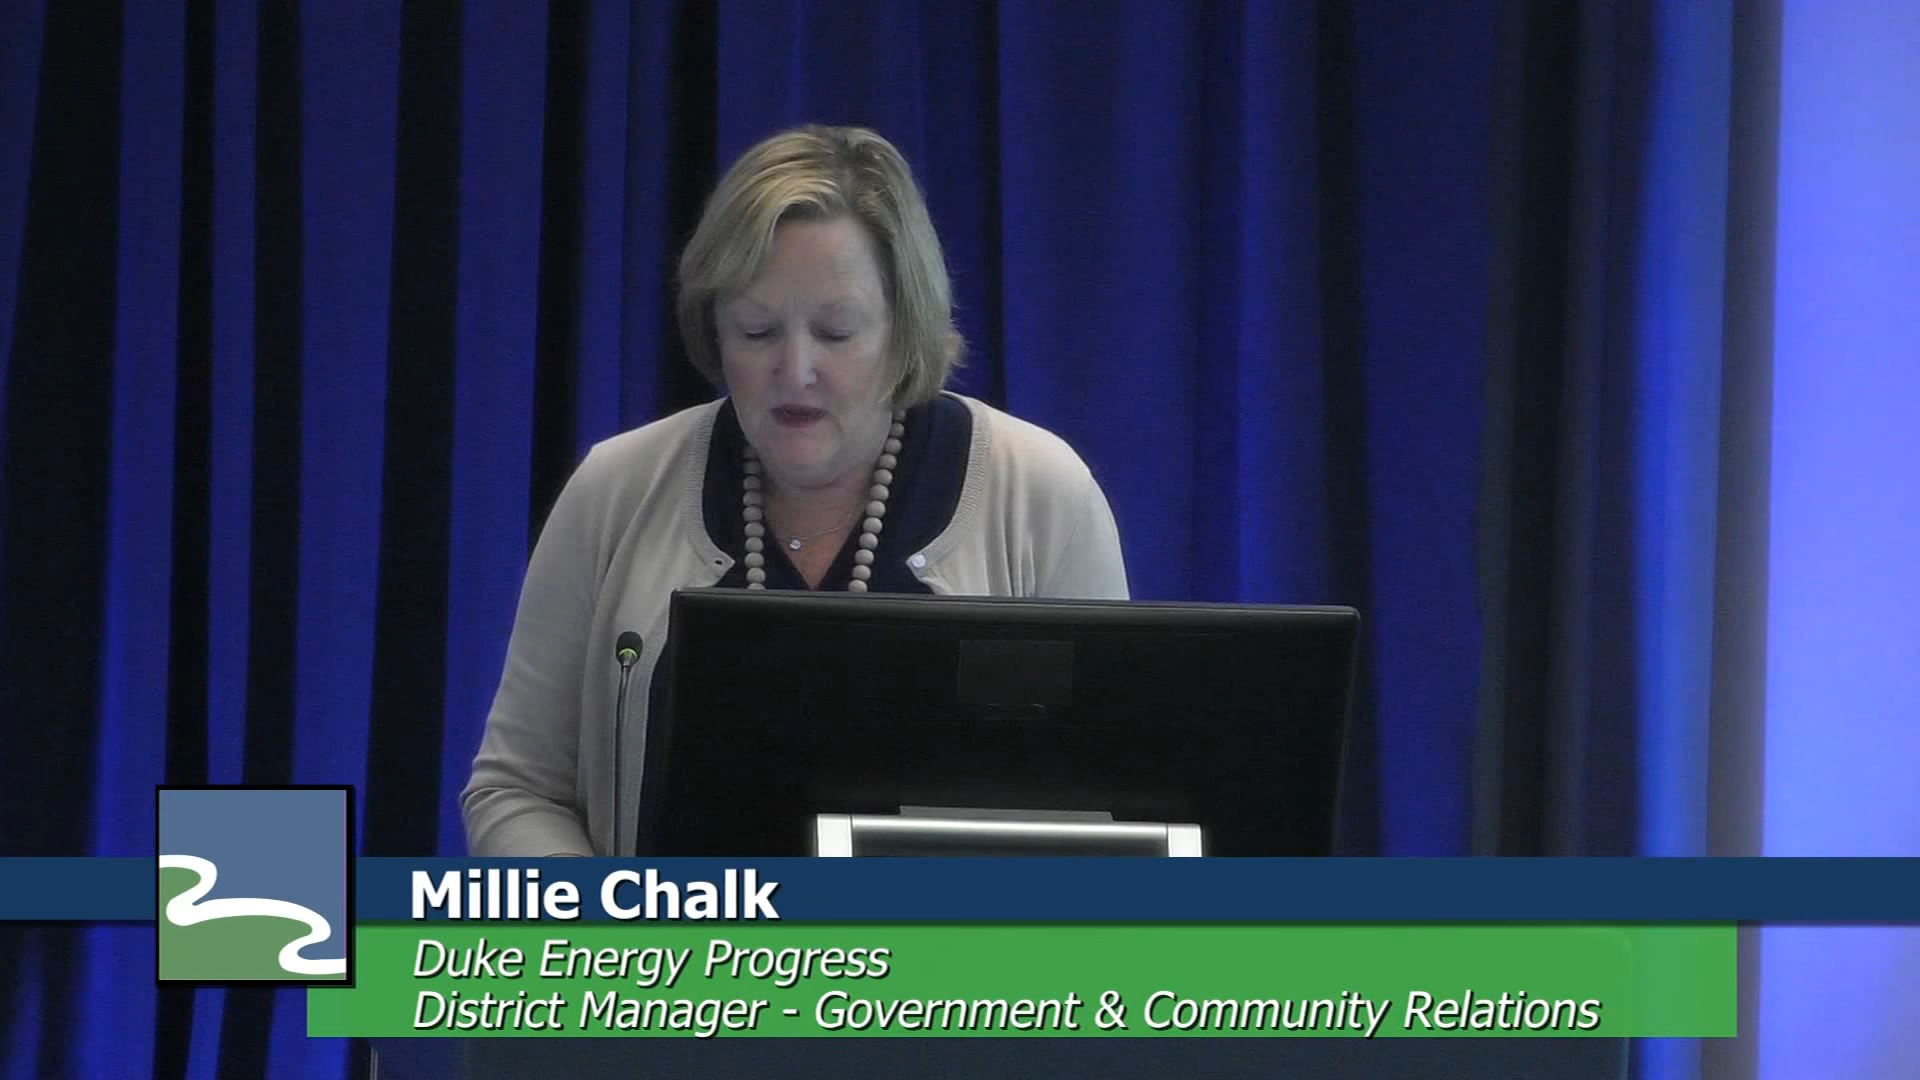 Millie Chalk
Duke Energy Progress
District Manager - Government & Community Relations